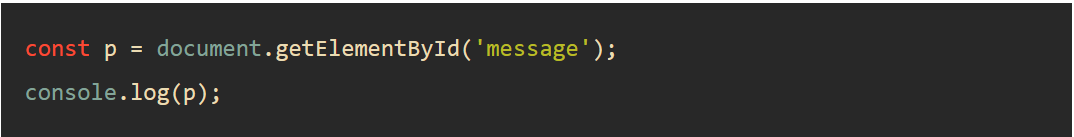 const p = document.getElementById('message');
console.log(p);